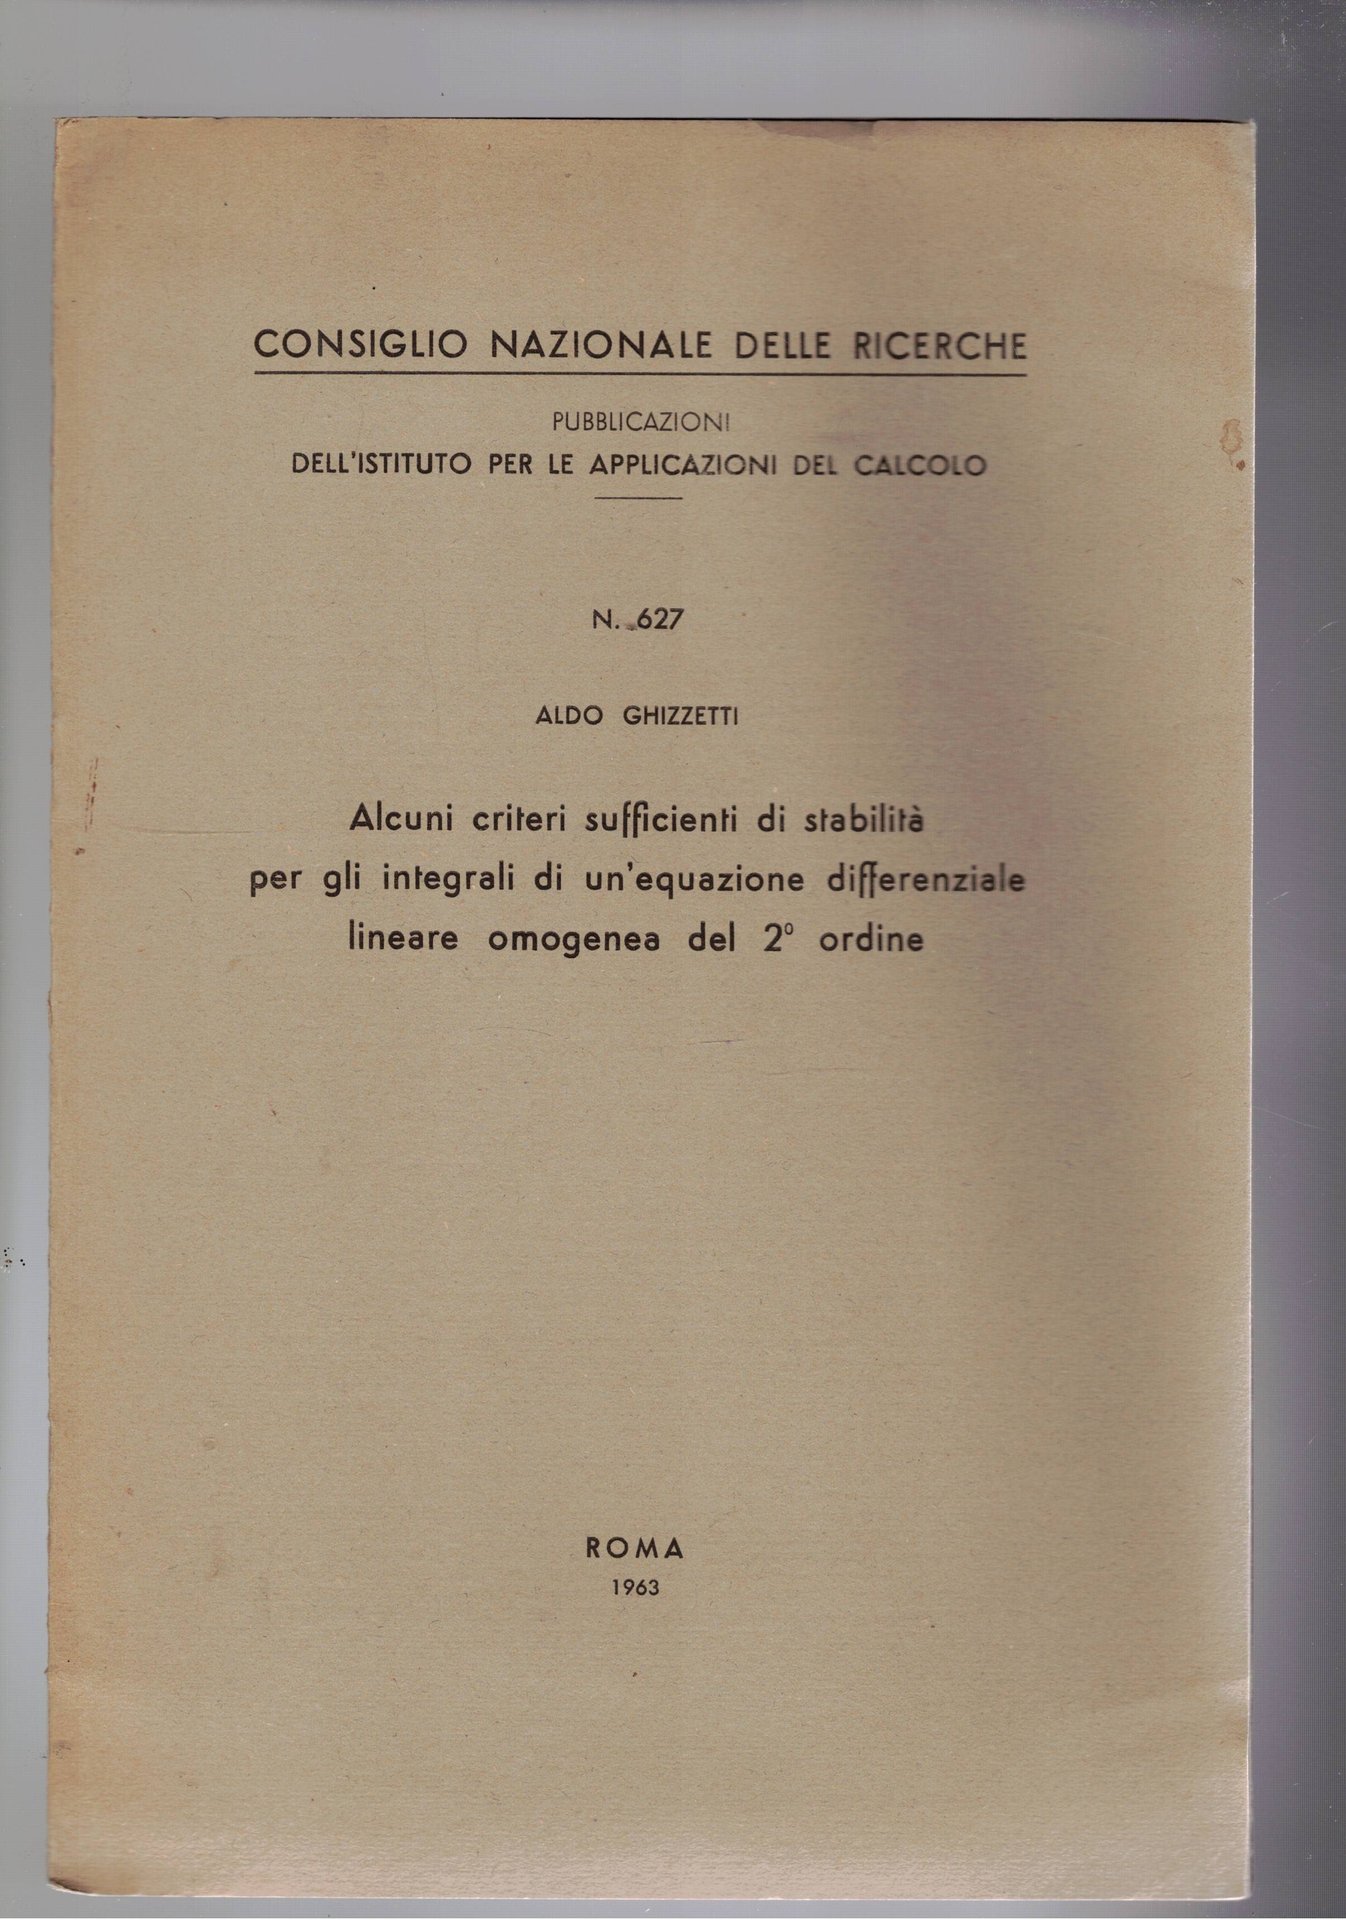 CONSIGLIO NAZIONALE DELLE RICERCHE
PUBBLICAZIONI
DELL'ISTITUTO PER LE APPLICAZIONI DEL CALCOLO
N. 627
ALDO GHIZZETTI
Alcuni criteri sufficienti di stabilità
per gli integrali di un'equazione differenziale
lineare omogenea del 2º ordine
ROMA
1963